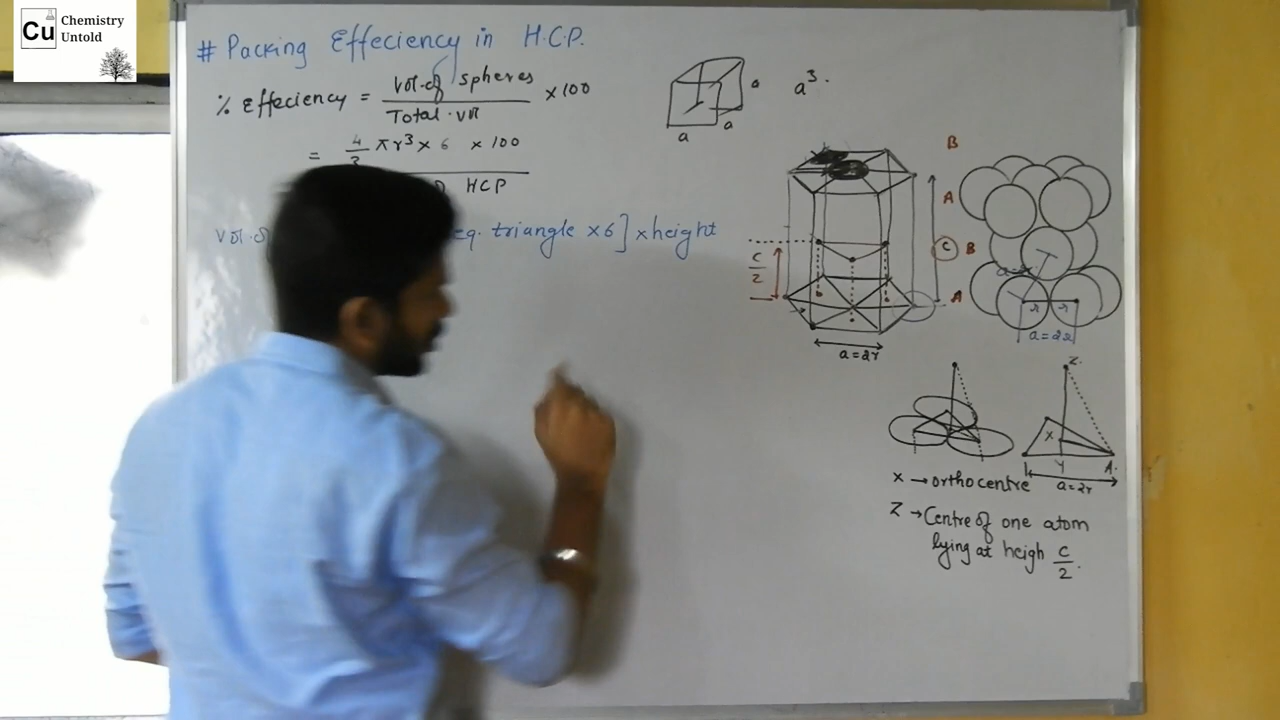 Cu Chemistry
Untold
# Packing Effeciency in H.C.P.
% Effeciency = Vol. of spheres / Total vol × 100
= 4/3 πr³ × 6 × 100
HCP
eq. triangle × 6] × height
a
a
a
a³.
B
A
C B
A
c/2
a=2r
r r
a=2r
Z.
X
Y A.
a=2r
X → orthocentre
Z → Centre of one atom
lying at heigh c/2.